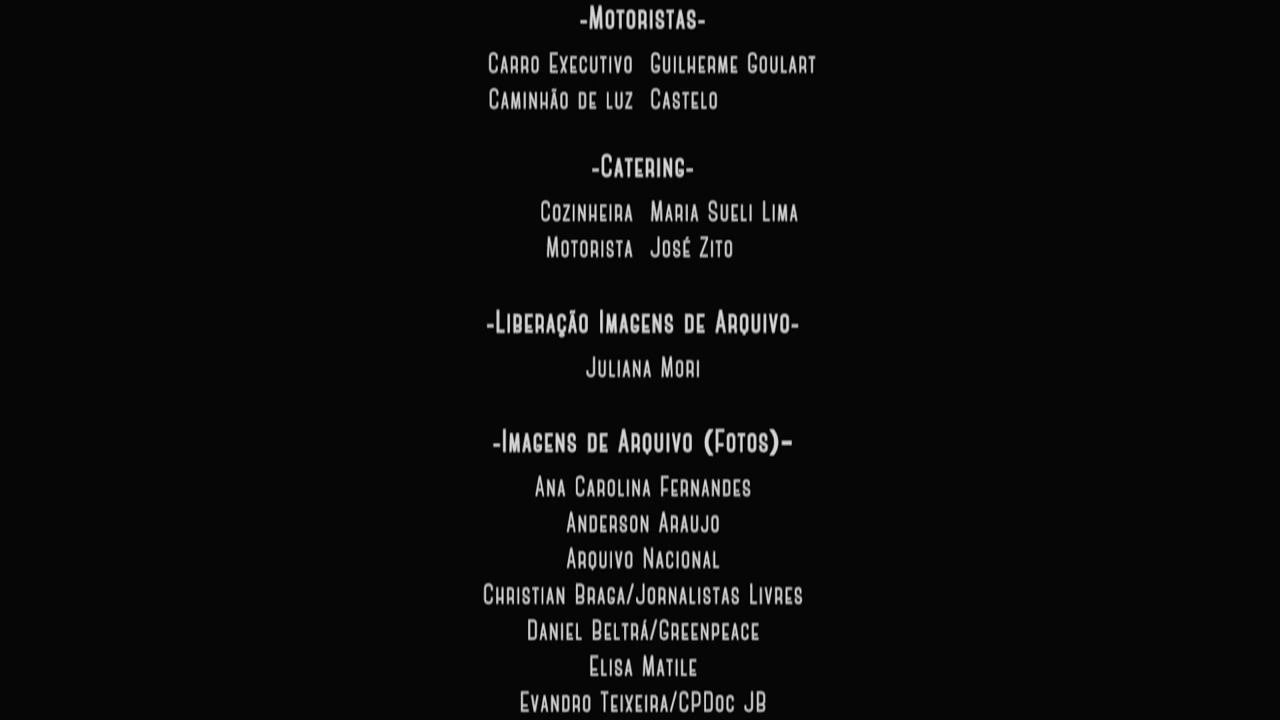 -Motoristas-
Carro Executivo Guilherme Goulart
Caminhão de luz Castelo
-Catering-
Cozinheira Maria Sueli Lima
Motorista José Zito
-Liberação Imagens de Arquivo-
Juliana Mori
-Imagens de Arquivo (Fotos)-
Ana Carolina Fernandes
Anderson Araujo
Arquivo Nacional
Christian Braga/Jornalistas Livres
Daniel Beltrá/Greenpeace
Elisa Matile
Evandro Teixeira/CPDoc JB